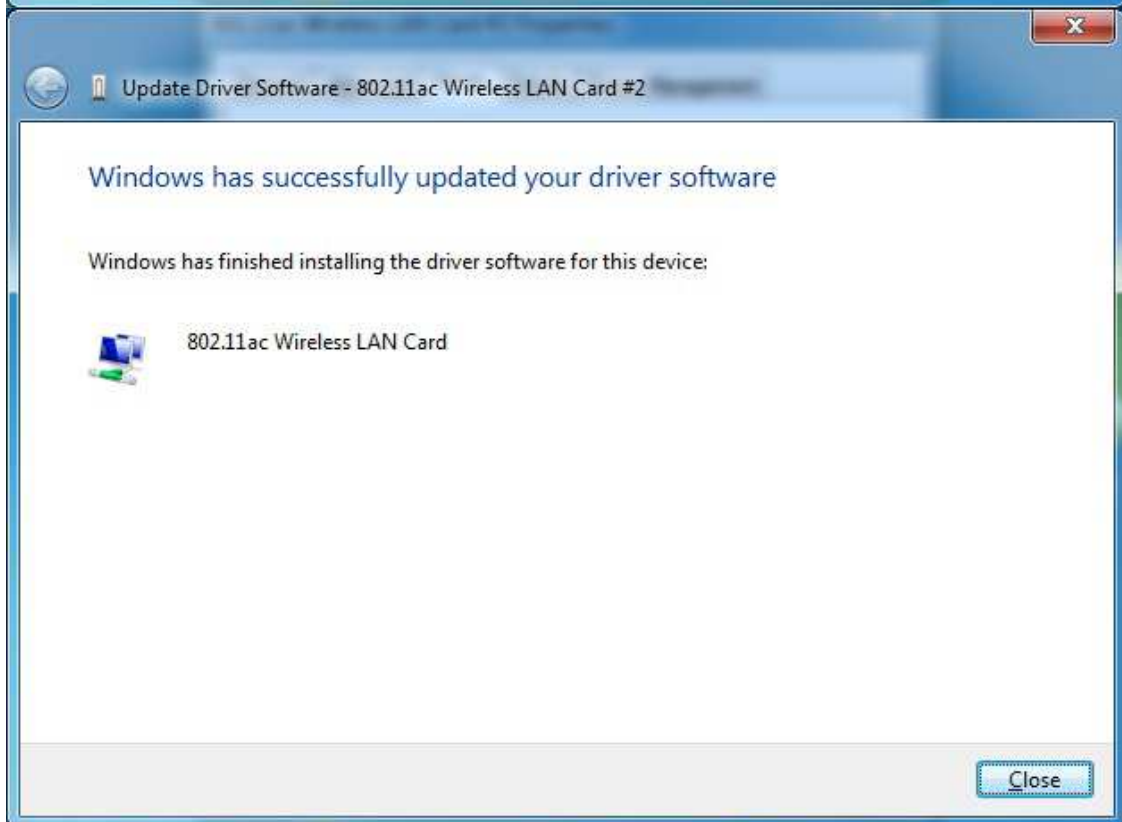 Update Driver Software - 802.11ac Wireless LAN Card #2
Windows has successfully updated your driver software
Windows has finished installing the driver software for this device:
802.11ac Wireless LAN Card
Close